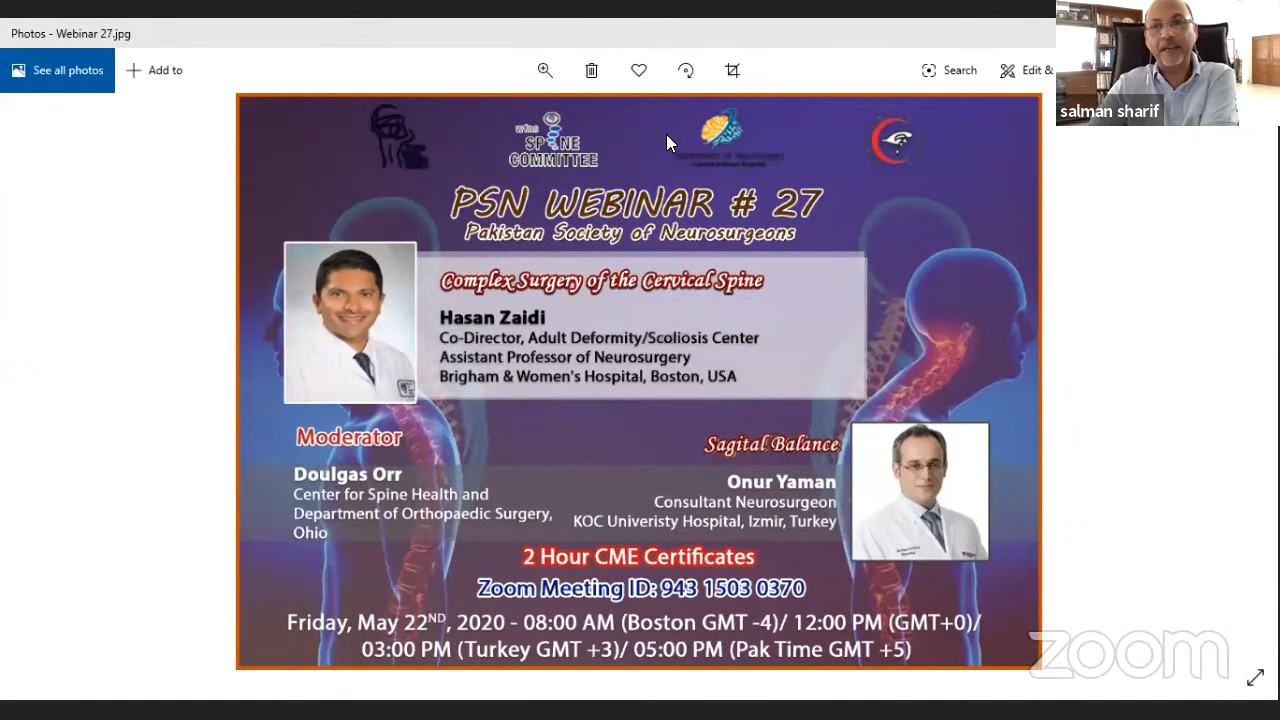 Photos - Webinar 27.jpg
See all photos
Add to
Search
Edit &
salman sharif
wfns
SPINE
COMMITTEE
PSN WEBINAR # 27
Pakistan Society of Neurosurgeons
Complex Surgery of the Cervical Spine
Hasan Zaidi
Co-Director, Adult Deformity/Scoliosis Center
Assistant Professor of Neurosurgery
Brigham & Women's Hospital, Boston, USA
Moderator
Doulgas Orr
Center for Spine Health and
Department of Orthopaedic Surgery,
Ohio
Sagital Balance
Onur Yaman
Consultant Neurosurgeon
KOC Univeristy Hospital, Izmir, Turkey
2 Hour CME Certificates
Zoom Meeting ID: 943 1503 0370
Friday, May 22ND, 2020 - 08:00 AM (Boston GMT -4)/ 12:00 PM (GMT+0)/
03:00 PM (Turkey GMT +3)/ 05:00 PM (Pak Time GMT +5)
zoom